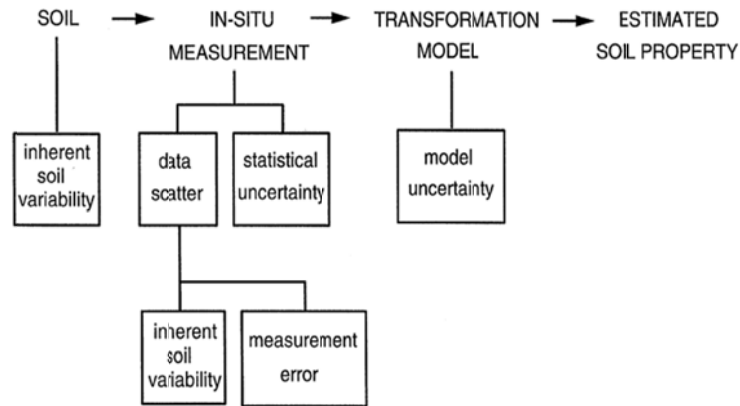 SOIL
IN-SITU
MEASUREMENT
TRANSFORMATION
MODEL
ESTIMATED
SOIL PROPERTY
inherent
soil
variability
data
scatter
statistical
uncertainty
model
uncertainty
inherent
soil
variability
measurement
error